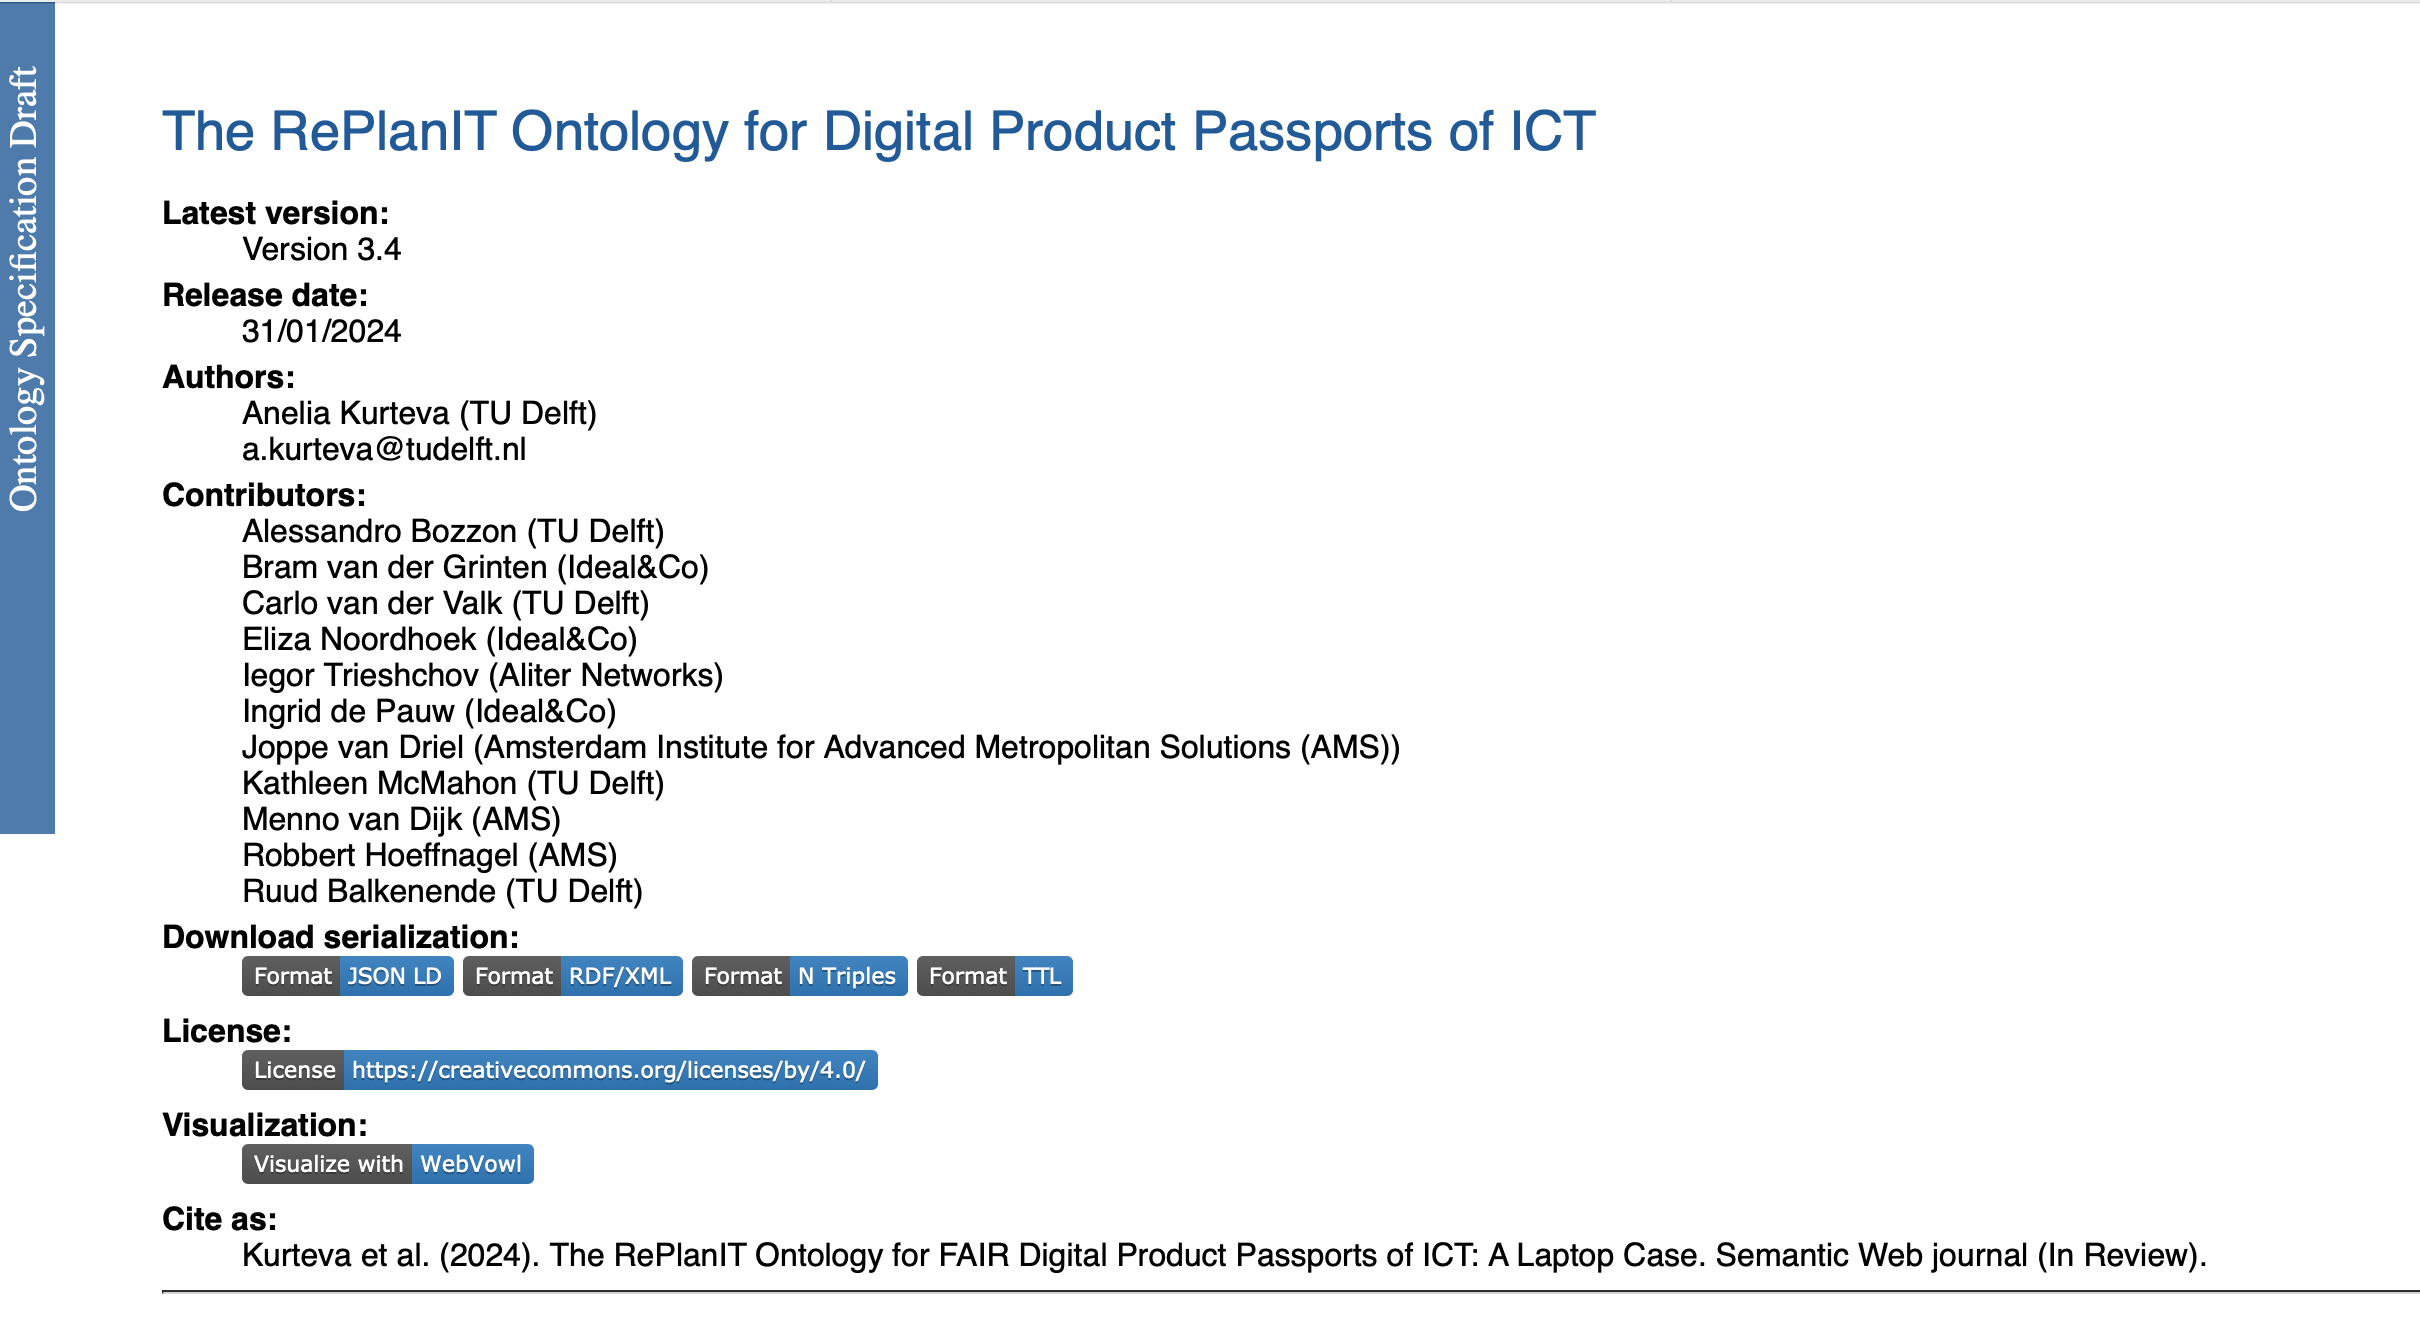 Ontology Specification Draft
The RePlanIT Ontology for Digital Product Passports of ICT
Latest version:
Version 3.4
Release date:
31/01/2024
Authors:
Anelia Kurteva (TU Delft)
a.kurteva@tudelft.nl
Contributors:
Alessandro Bozzon (TU Delft)
Bram van der Grinten (Ideal&Co)
Carlo van der Valk (TU Delft)
Eliza Noordhoek (Ideal&Co)
Iegor Trieshchov (Aliter Networks)
Ingrid de Pauw (Ideal&Co)
Joppe van Driel (Amsterdam Institute for Advanced Metropolitan Solutions (AMS))
Kathleen McMahon (TU Delft)
Menno van Dijk (AMS)
Robbert Hoeffnagel (AMS)
Ruud Balkenende (TU Delft)
Download serialization:
Format JSON LD Format RDF/XML Format N Triples Format TTL
License:
License https://creativecommons.org/licenses/by/4.0/
Visualization:
Visualize with WebVowl
Cite as:
Kurteva et al. (2024). The RePlanIT Ontology for FAIR Digital Product Passports of ICT: A Laptop Case. Semantic Web journal (In Review).